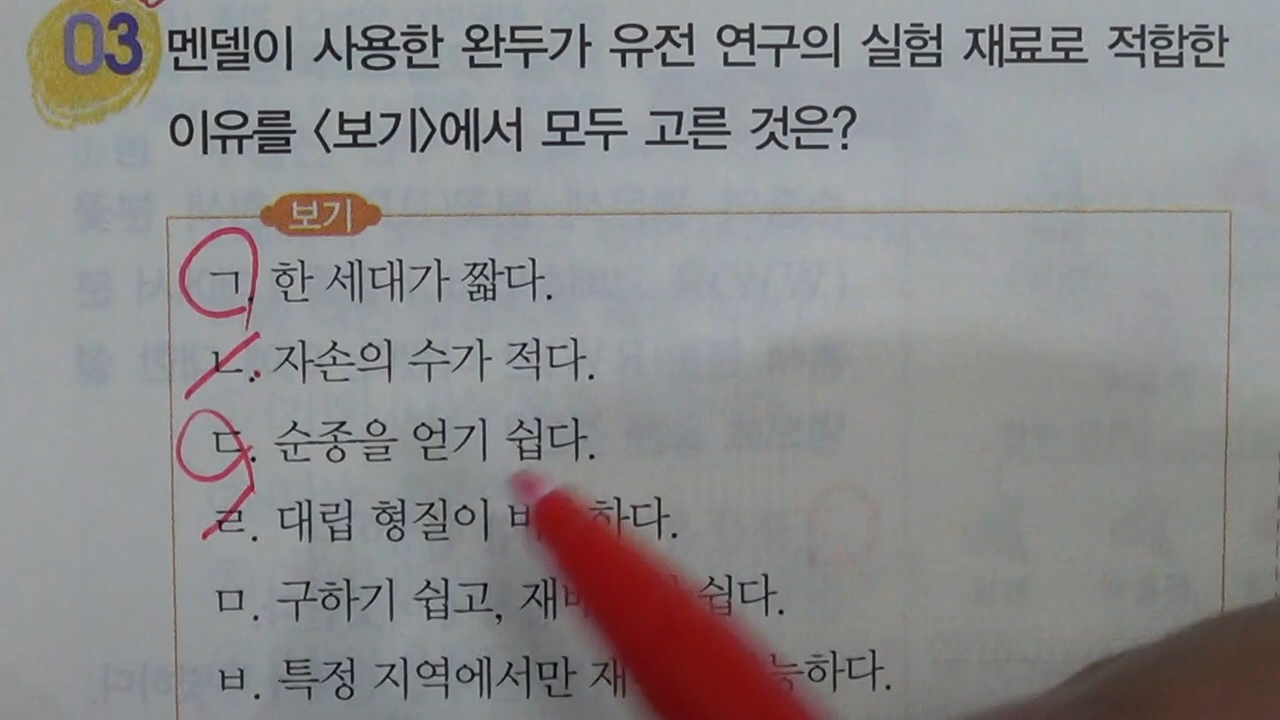 03 멘델이 사용한 완두가 유전 연구의 실험 재료로 적합한
이유를 〈보기〉에서 모두 고른 것은?
보기
ㄱ. 한 세대가 짧다.
ㄴ. 자손의 수가 적다.
ㄷ. 순종을 얻기 쉽다.
ㄹ. 대립 형질이
ㅁ. 구하기 쉽고, 쉽다.
ㅂ. 특정 지역에서만